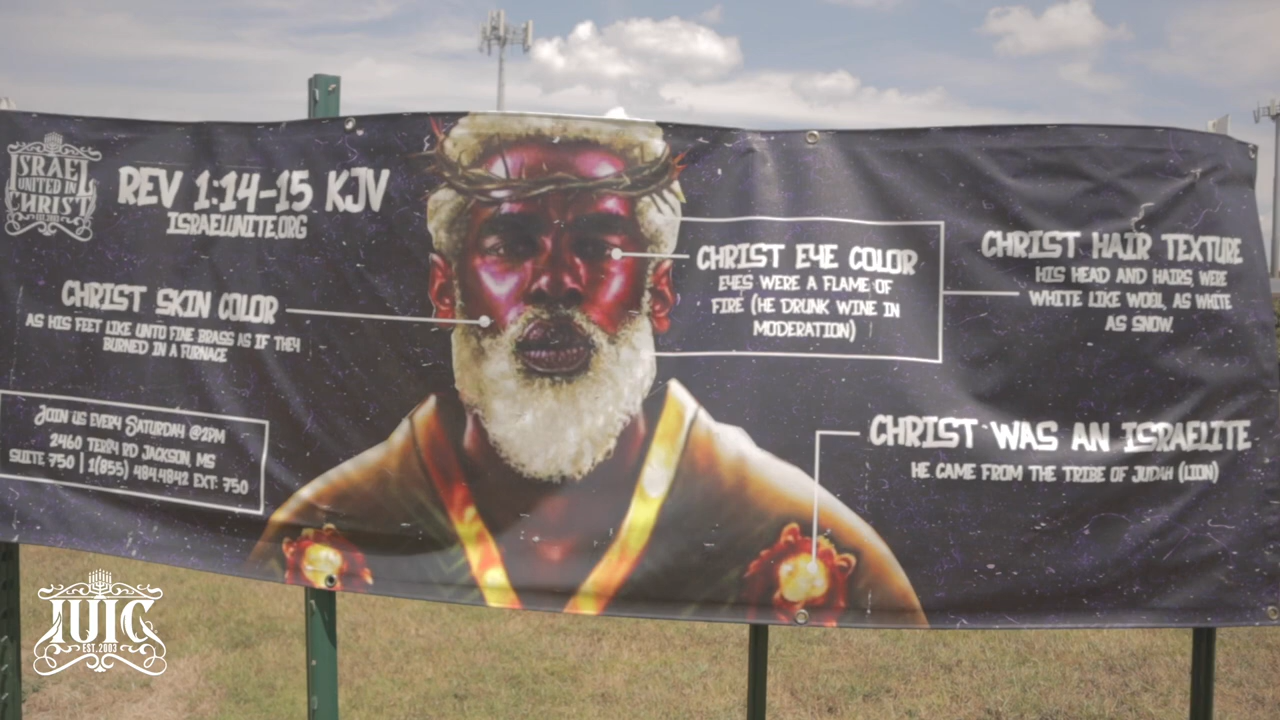 ISRAEL
UNITED IN
CHRIST
EST. 2003
REV 1:14-15 KJV
ISRAELUNITE.ORG
CHRIST SKIN COLOR
AS HIS FEET LIKE UNTO FINE BRASS AS IF THEY
BURNED IN A FURNACE
JOIN US EVERY SATURDAY @2PM
2460 TERRY RD JACKSON, MS
SUITE 750 | 1(855) 484.4842 EXT: 750
CHRIST EYE COLOR
EYES WERE A FLAME OF
FIRE (HE DRUNK WINE IN
MODERATION)
CHRIST HAIR TEXTURE
HIS HEAD AND HAIRS WERE
WHITE LIKE WOOL, AS WHITE
AS SNOW.
CHRIST WAS AN ISRAELITE
HE CAME FROM THE TRIBE OF JUDAH (LION)
IUIC
EST. 2003